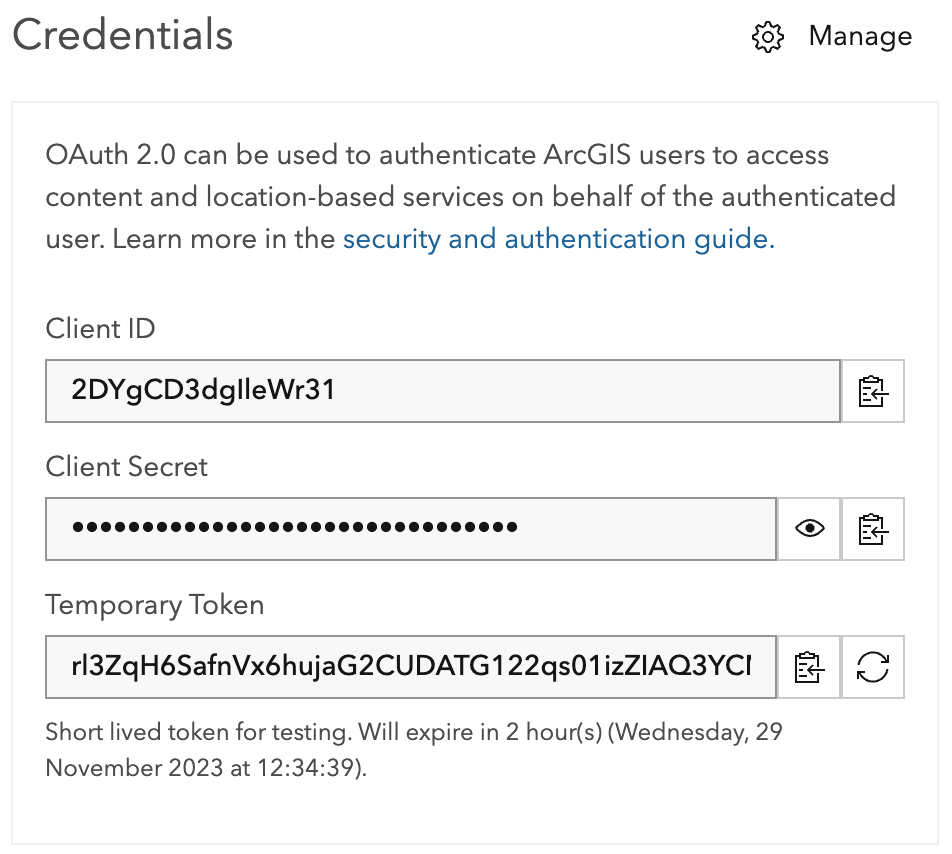 Credentials
Manage
OAuth 2.0 can be used to authenticate ArcGIS users to access
content and location-based services on behalf of the authenticated
user. Learn more in the security and authentication guide.
Client ID
2DYgCD3dgIleWr31
Client Secret
••••••••••••••••••••••••••••••••
Temporary Token
rl3ZqH6SafnVx6hujaG2CUDATG122qs01izZIAQ3YC
Short lived token for testing. Will expire in 2 hour(s) (Wednesday, 29
November 2023 at 12:34:39).